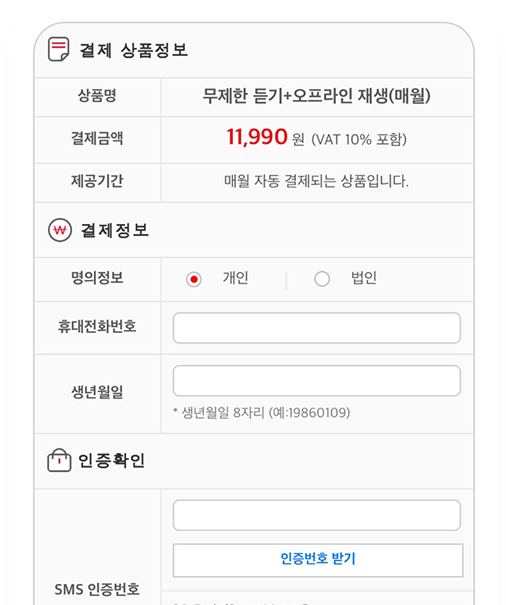 결제 상품정보
상품명 무제한 듣기+오프라인 재생(매월)
결제금액 11,990 원 (VAT 10% 포함)
제공기간 매월 자동 결제되는 상품입니다.
₩ 결제정보
명의정보 개인 법인
휴대전화번호
생년월일
* 생년월일 8자리 (예:19860109)
인증확인
인증번호 받기
SMS 인증번호